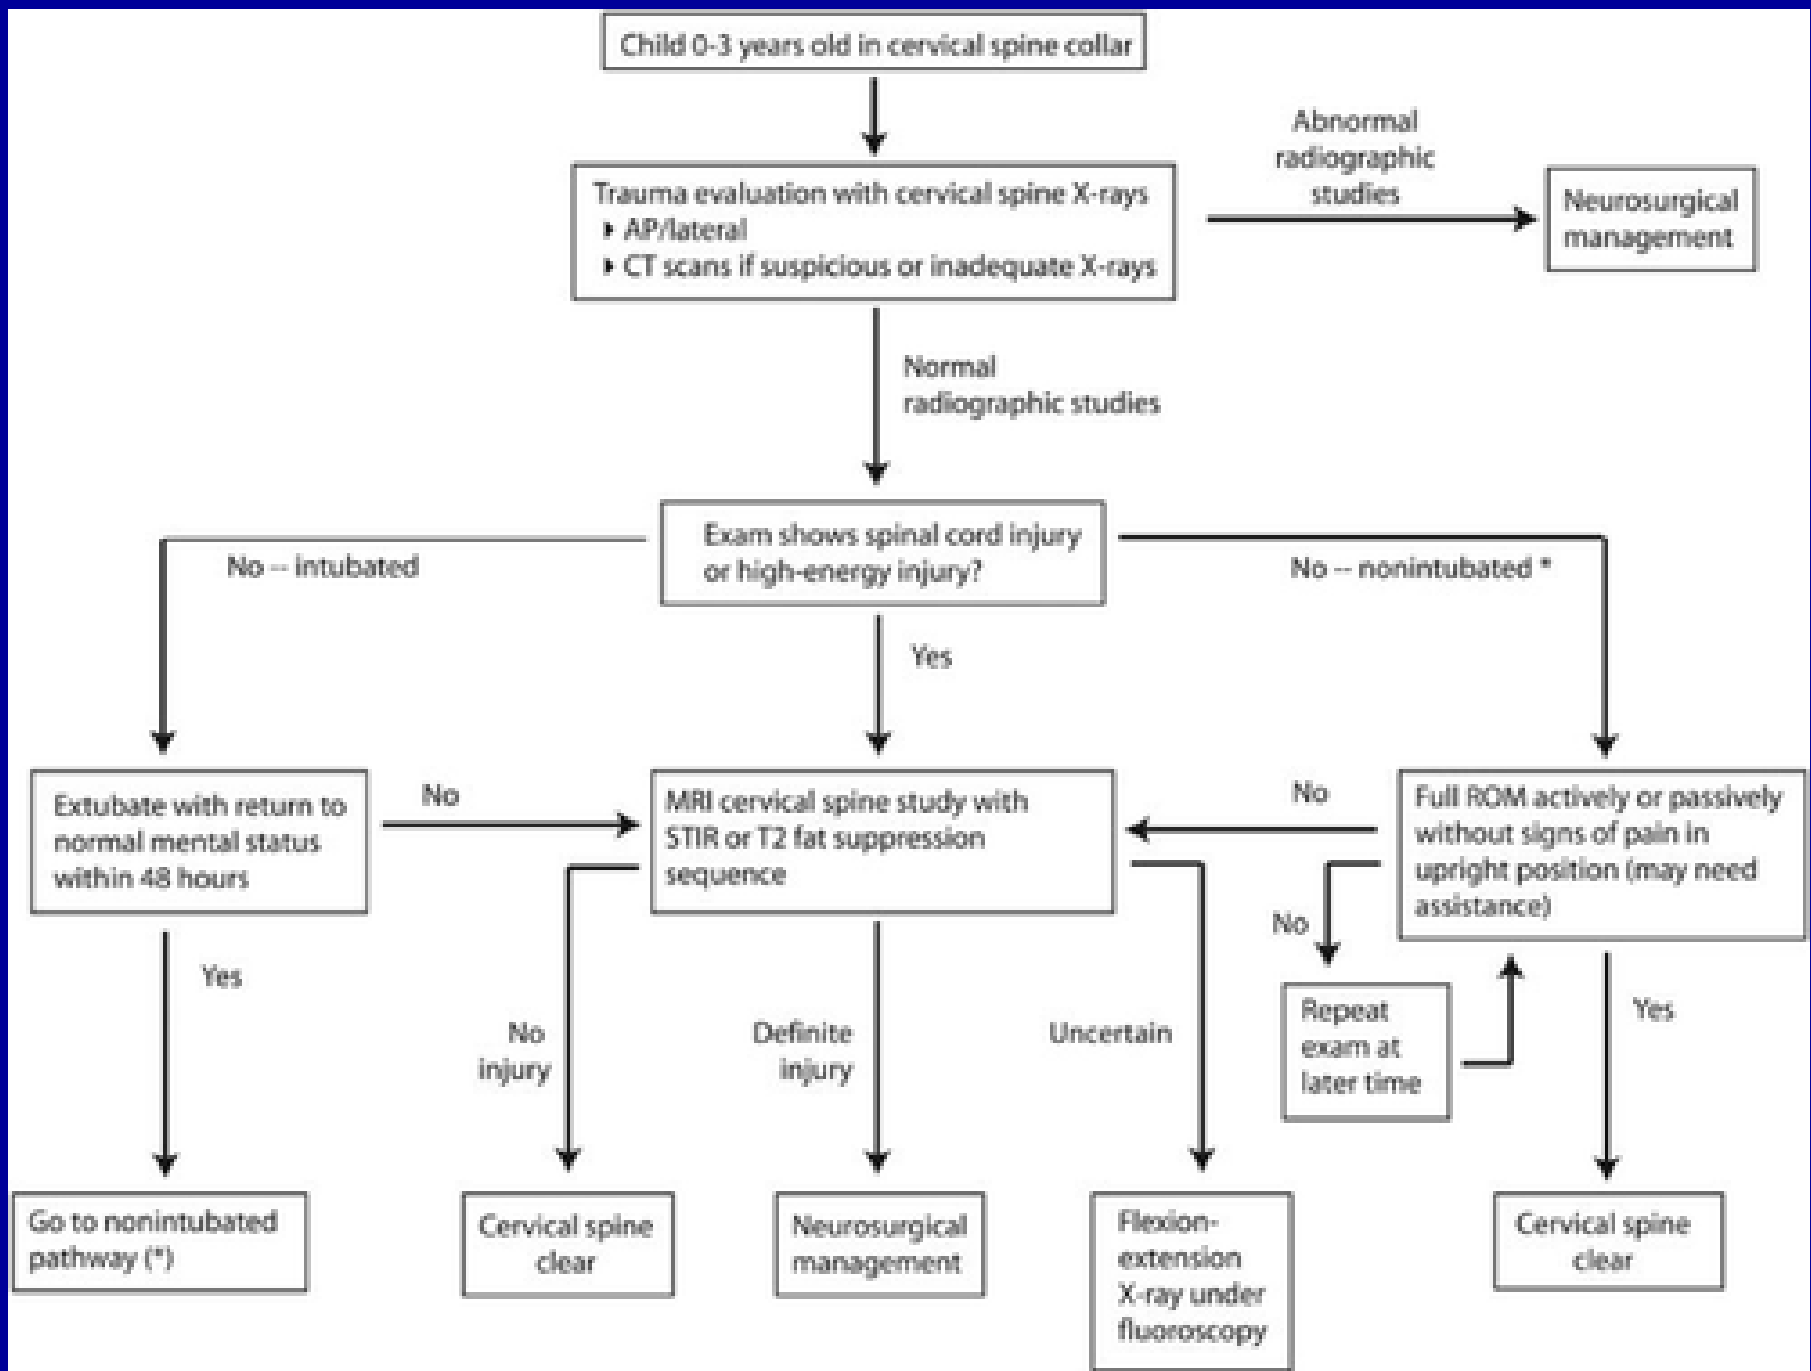 Child 0-3 years old in cervical spine collar
Abnormal
radiographic
studies
Trauma evaluation with cervical spine X-rays
▸ AP/lateral
▸ CT scans if suspicious or inadequate X-rays
Neurosurgical
management
Normal
radiographic studies
Exam shows spinal cord injury
or high-energy injury?
No -- intubated
No -- nonintubated *
Yes
Extubate with return to
normal mental status
within 48 hours
No
MRI cervical spine study with
STIR or T2 fat suppression
sequence
No
Full ROM actively or passively
without signs of pain in
upright position (may need
assistance)
No
Yes
No
injury
Definite
injury
Uncertain
Repeat
exam at
later time
Yes
Go to nonintubated
pathway (*)
Cervical spine
clear
Neurosurgical
management
Flexion-
extension
X-ray under
fluoroscopy
Cervical spine
clear